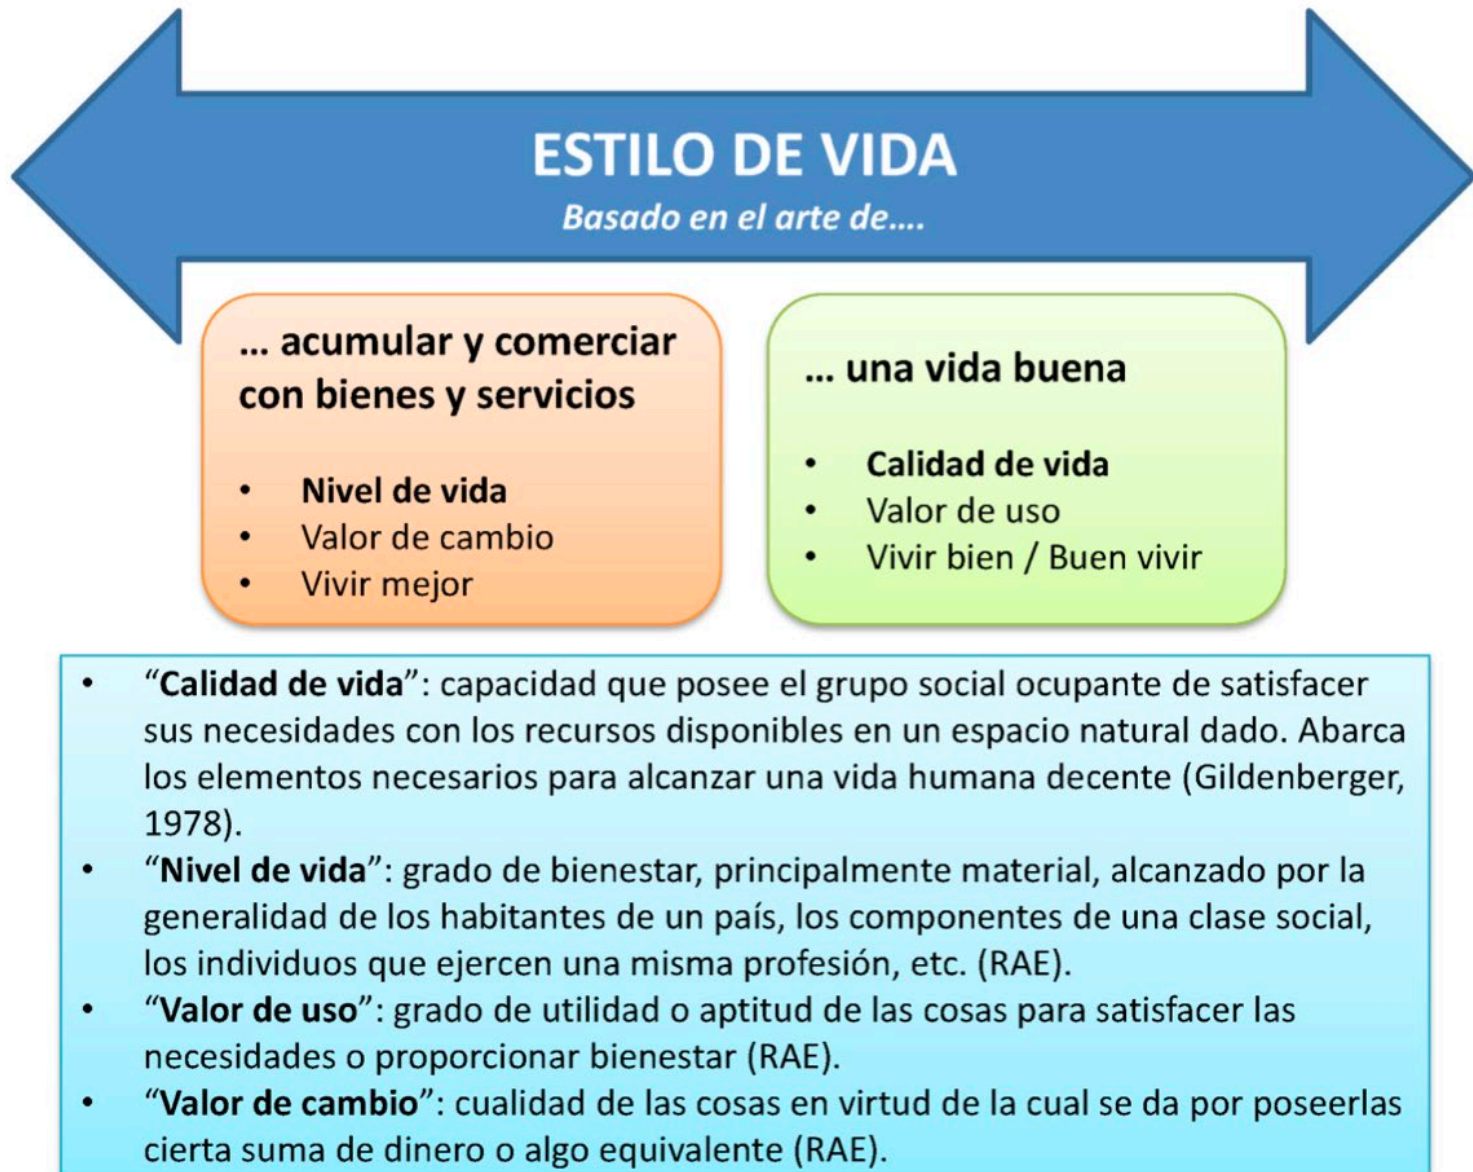 ESTILO DE VIDA
Basado en el arte de....
... acumular y comerciar
con bienes y servicios
• Nivel de vida
• Valor de cambio
• Vivir mejor
... una vida buena
• Calidad de vida
• Valor de uso
• Vivir bien / Buen vivir
• “Calidad de vida”: capacidad que posee el grupo social ocupante de satisfacer
sus necesidades con los recursos disponibles en un espacio natural dado. Abarca
los elementos necesarios para alcanzar una vida humana decente (Gildenberger,
1978).
• “Nivel de vida”: grado de bienestar, principalmente material, alcanzado por la
generalidad de los habitantes de un país, los componentes de una clase social,
los individuos que ejercen una misma profesión, etc. (RAE).
• “Valor de uso”: grado de utilidad o aptitud de las cosas para satisfacer las
necesidades o proporcionar bienestar (RAE).
• “Valor de cambio”: cualidad de las cosas en virtud de la cual se da por poseerlas
cierta suma de dinero o algo equivalente (RAE).